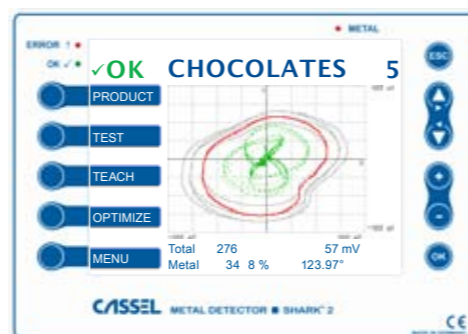 METAL
ERROR !
OK ✓
✓OK CHOCOLATES 5
ESC
PRODUCT
TEST
TEACH
OPTIMIZE
MENU
OK
Total 276 57 mV
Metal 34 8 % 123.97°
CASSEL METAL DETECTOR ■ SHARK 2
CE